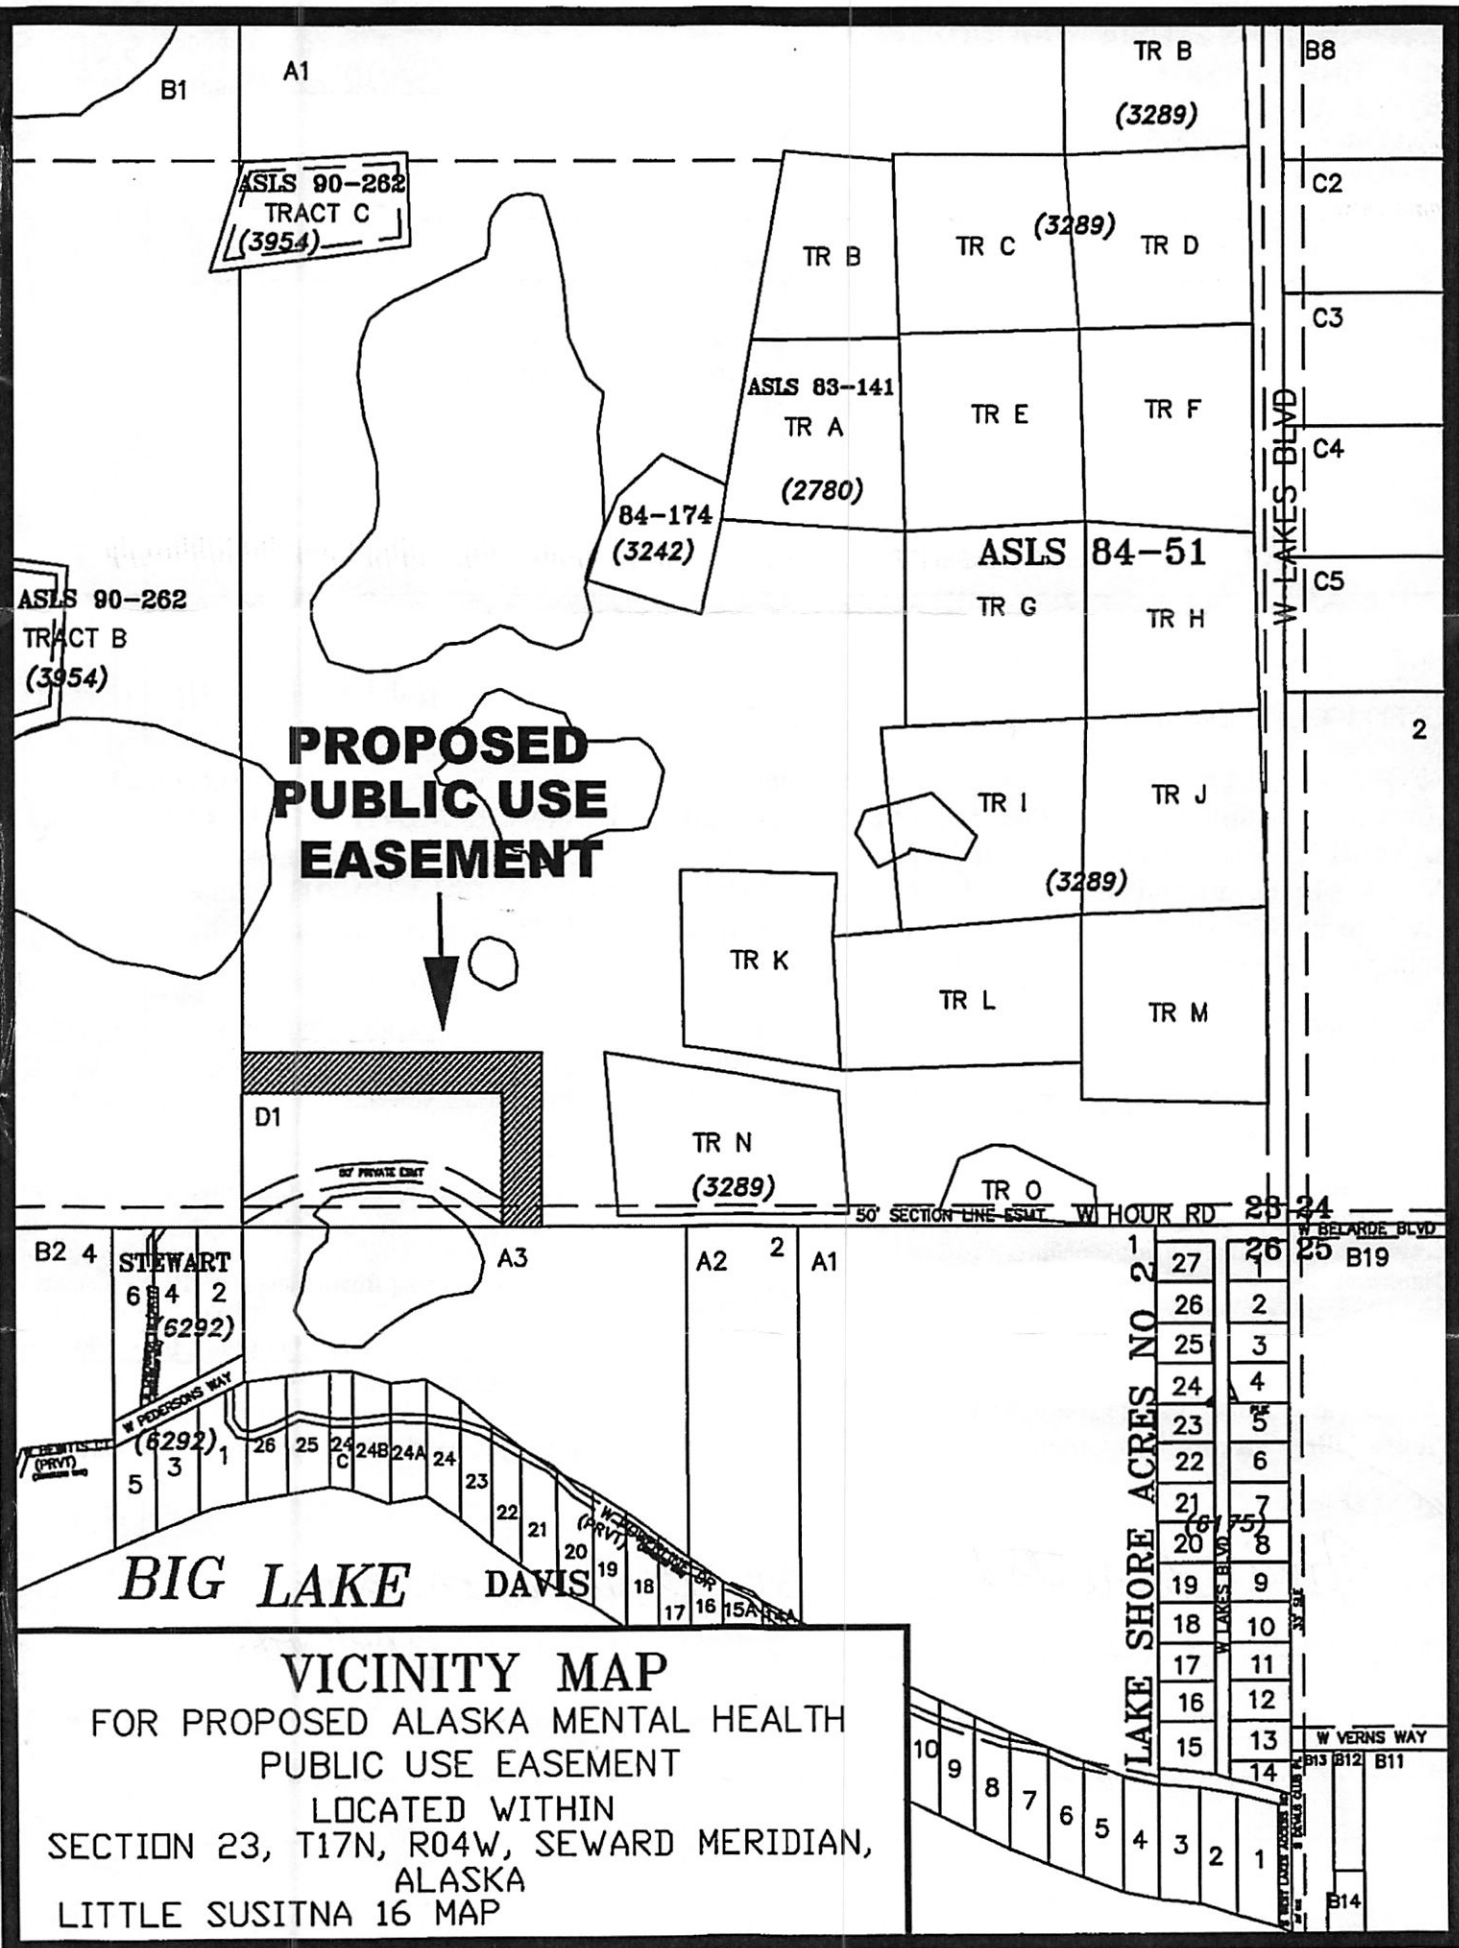 B1
A1
TR B
(3289)
B8
ASLS 90-262
TRACT C
(3954)
TR B
TR C
(3289)
TR D
C2
C3
ASLS 83-141
TR A
(2780)
TR E
TR F
W LAKES BLVD
C4
84-174
(3242)
ASLS 84-51
TR G
TR H
C5
ASLS 90-262
TRACT B
(3954)
2
PROPOSED
PUBLIC USE
EASEMENT
TR I
TR J
(3289)
TR K
TR L
TR M
D1
TR N
(3289)
TR O
PRIVATE ESMT
50' SECTION LINE ESMT
W HOUR RD
23 24
W BELARDE BLVD
26 25
B19
B2 4
STEWART
6 4 2
(6292)
A3
A2
2
A1
1
W PEDERSONS WAY
(6292)
(PRVT)
5 3 1
26 25 24C 24B 24A 24 23 22 21 20 19 18 17 16 15A 14A
(PRVT)
BIG LAKE
DAVIS
LAKE SHORE ACRES NO 2
27 1
26 2
25 3
24 4
23 5
22 6
21 7
(6175)
20 8
19 9
18 10
17 11
16 12
15 13
14
W LAKES BLVD
33' SLE
W VERNS WAY
B13 B12 B11
B14
10 9 8 7 6 5 4 3 2 1
VICINITY MAP
FOR PROPOSED ALASKA MENTAL HEALTH
PUBLIC USE EASEMENT
LOCATED WITHIN
SECTION 23, T17N, R04W, SEWARD MERIDIAN,
ALASKA
LITTLE SUSITNA 16 MAP